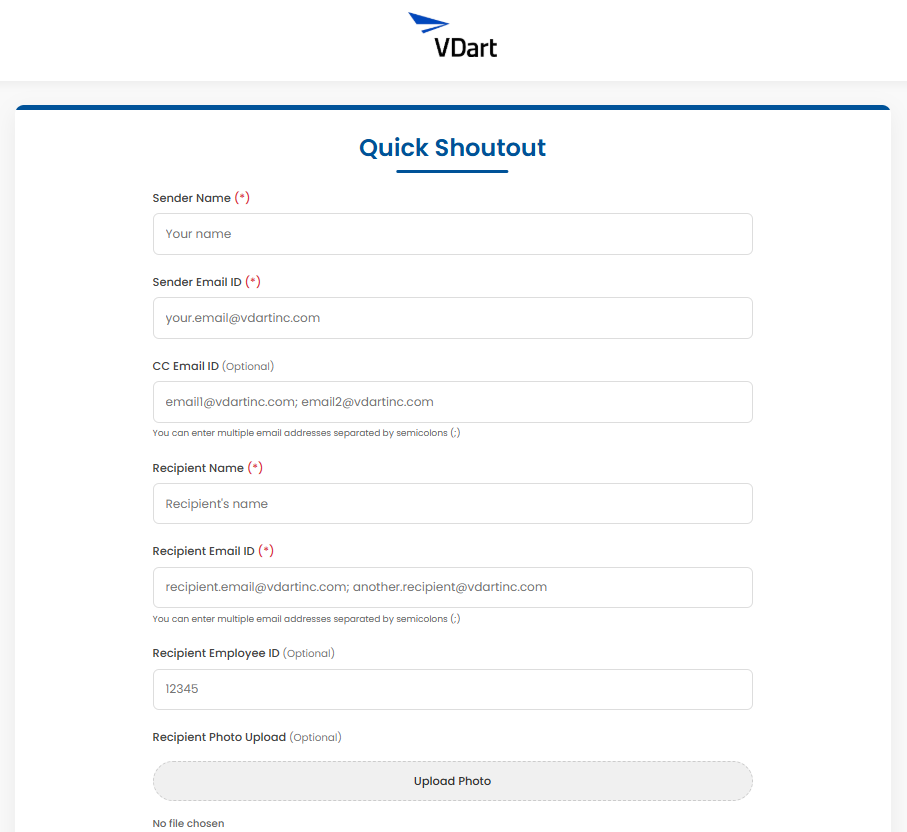 VDart
Quick Shoutout
Sender Name (*)
Your name
Sender Email ID (*)
your.email@vdartinc.com
CC Email ID (Optional)
email1@vdartinc.com; email2@vdartinc.com
You can enter multiple email addresses separated by semicolons (;)
Recipient Name (*)
Recipient's name
Recipient Email ID (*)
recipient.email@vdartinc.com; another.recipient@vdartinc.com
You can enter multiple email addresses separated by semicolons (;)
Recipient Employee ID (Optional)
12345
Recipient Photo Upload (Optional)
Upload Photo
No file chosen